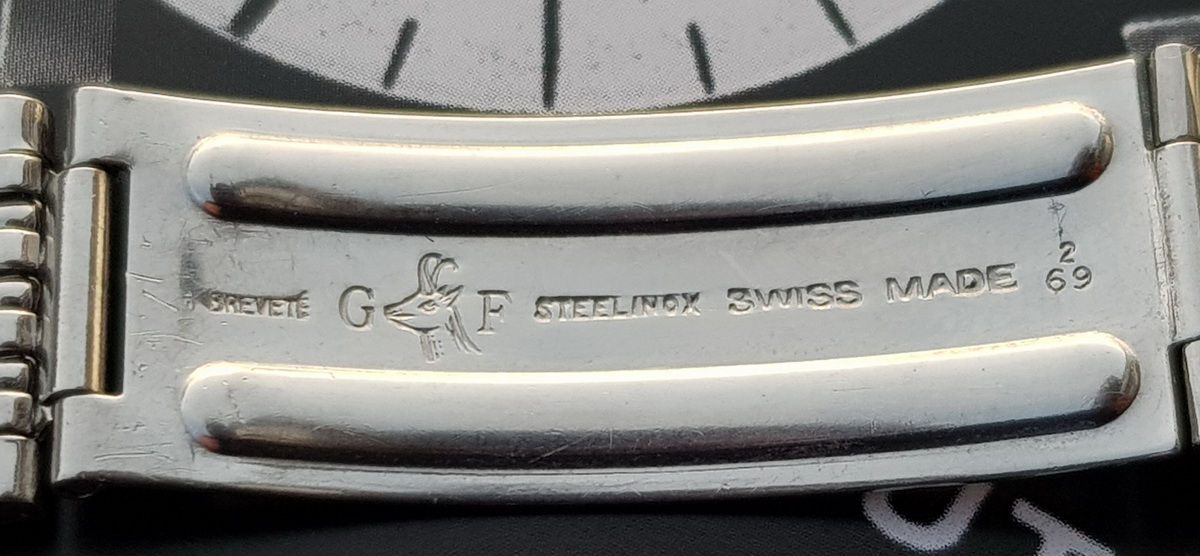 BREVETÉ G F STEELINOX SWISS MADE 2 69